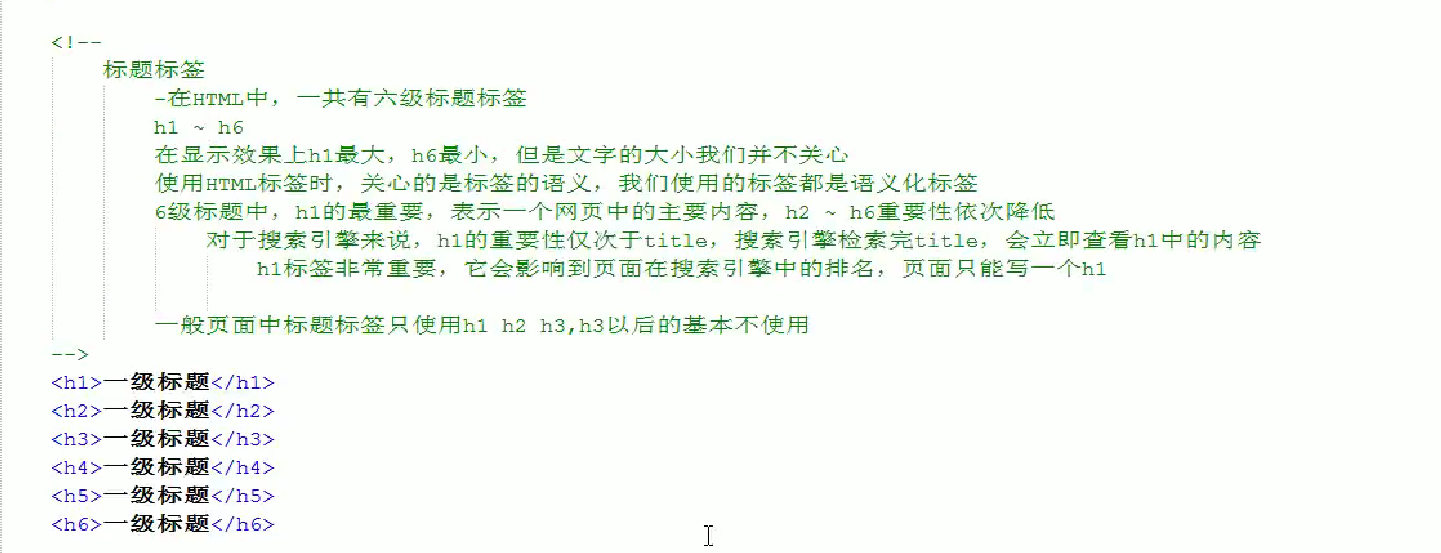 <!--
标题标签
-在HTML中，一共有六级标题标签
h1 ~ h6
在显示效果上h1最大，h6最小，但是文字的大小我们并不关心
使用HTML标签时，关心的是标签的语义，我们使用的标签都是语义化标签
6级标题中，h1的最重要，表示一个网页中的主要内容，h2 ~ h6重要性依次降低
对于搜索引擎来说，h1的重要性仅次于title，搜索引擎检索完title，会立即查看h1中的内容
h1标签非常重要，它会影响到页面在搜索引擎中的排名，页面只能写一个h1
一般页面中标题标签只使用h1 h2 h3,h3以后的基本不使用
-->
<h1>一级标题</h1>
<h2>一级标题</h2>
<h3>一级标题</h3>
<h4>一级标题</h4>
<h5>一级标题</h5>
<h6>一级标题</h6>